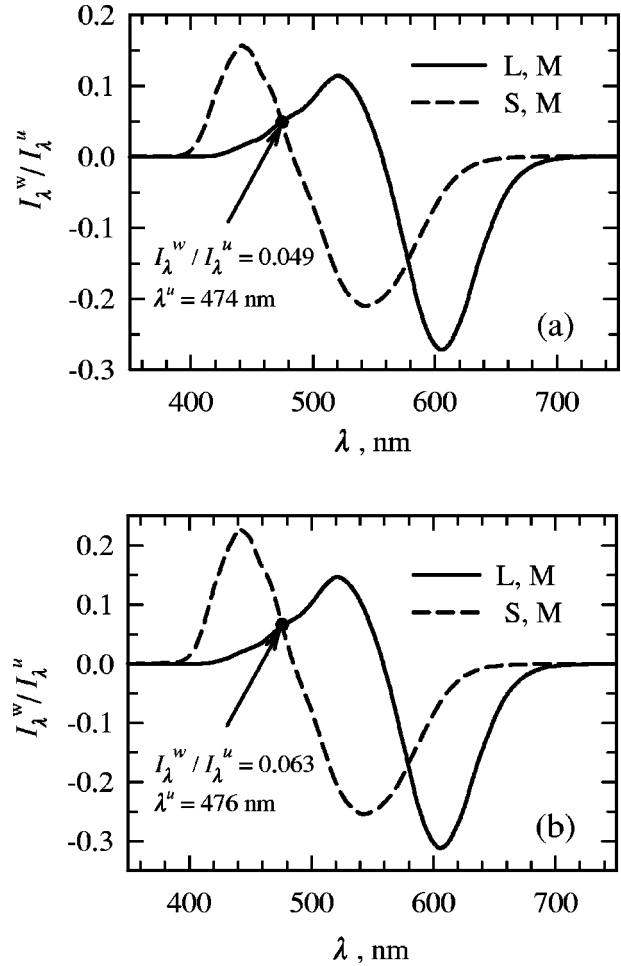 0.2
0.1
0.0
-0.1
-0.2
-0.3
I_λ^w / I_λ^u
L, M
S, M
I_λ^w / I_λ^u = 0.049
λ^u = 474 nm
(a)
400 500 600 700
λ , nm
0.2
0.1
0.0
-0.1
-0.2
-0.3
I_λ^w / I_λ^u
L, M
S, M
I_λ^w / I_λ^u = 0.063
λ^u = 476 nm
(b)
400 500 600 700
λ , nm